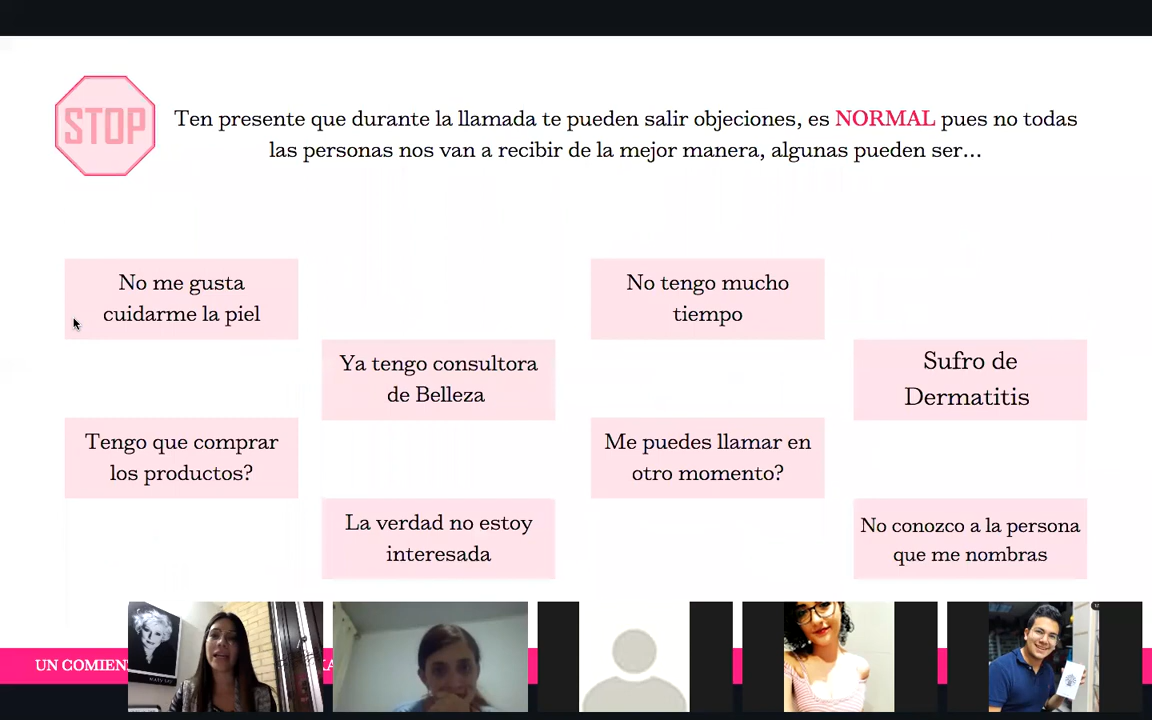 STOP
Ten presente que durante la llamada te pueden salir objeciones, es NORMAL pues no todas
las personas nos van a recibir de la mejor manera, algunas pueden ser...
No me gusta
cuidarme la piel
No tengo mucho
tiempo
Ya tengo consultora
de Belleza
Sufro de
Dermatitis
Tengo que comprar
los productos?
Me puedes llamar en
otro momento?
La verdad no estoy
interesada
No conozco a la persona
que me nombras
MARY KAY
UN